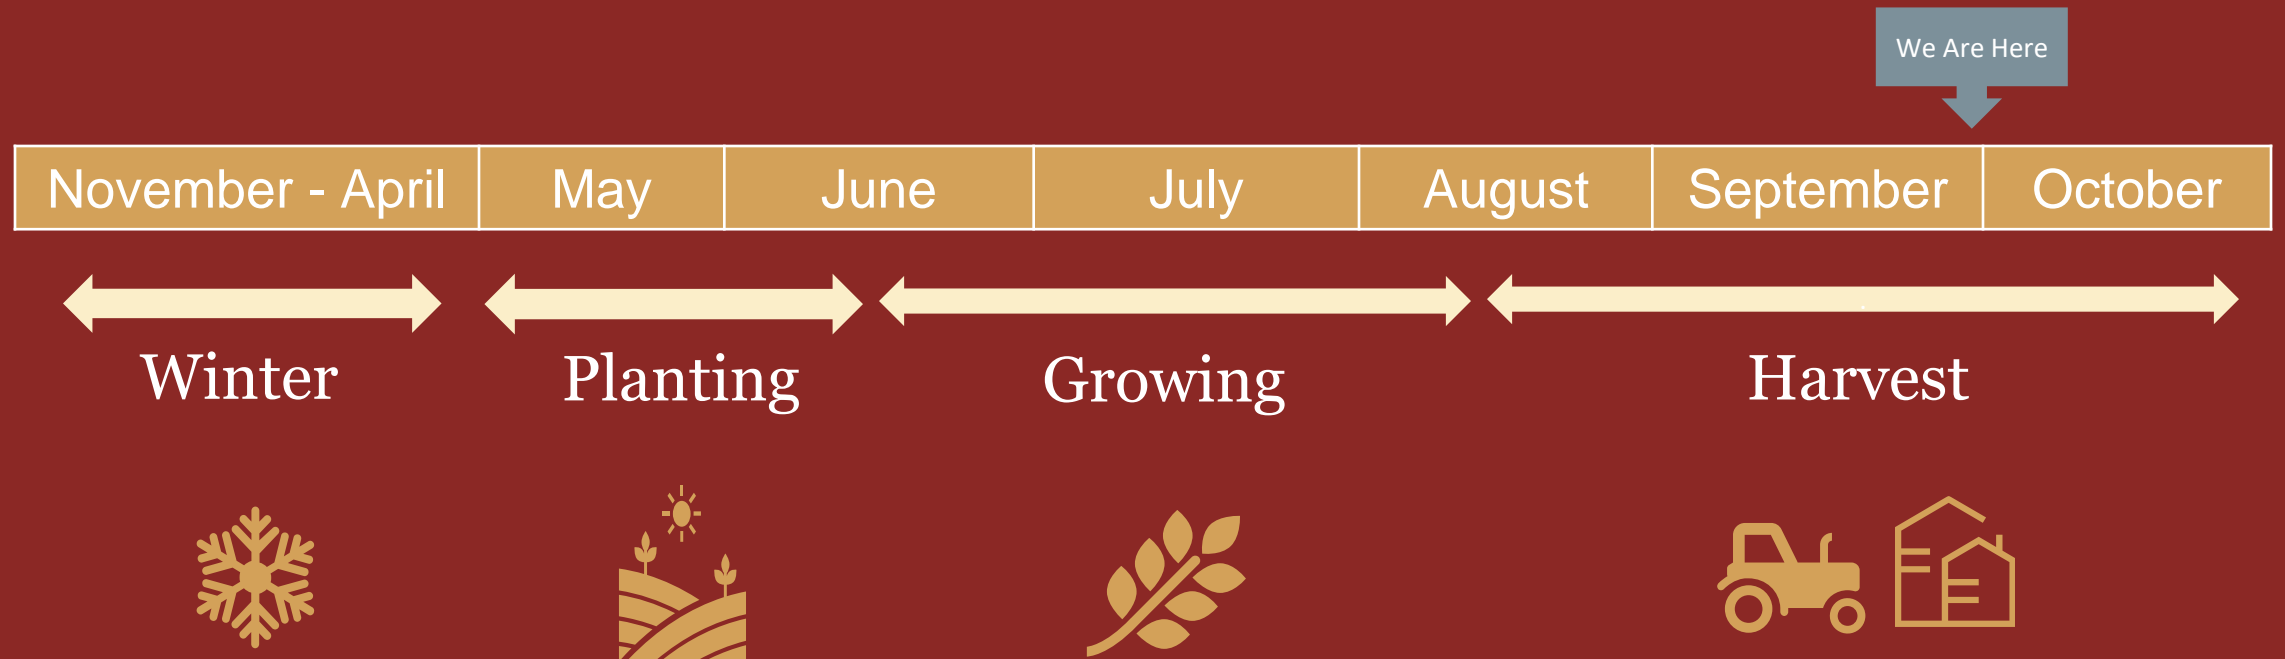 We Are Here
November - April May June July August September October
Winter Planting Growing Harvest